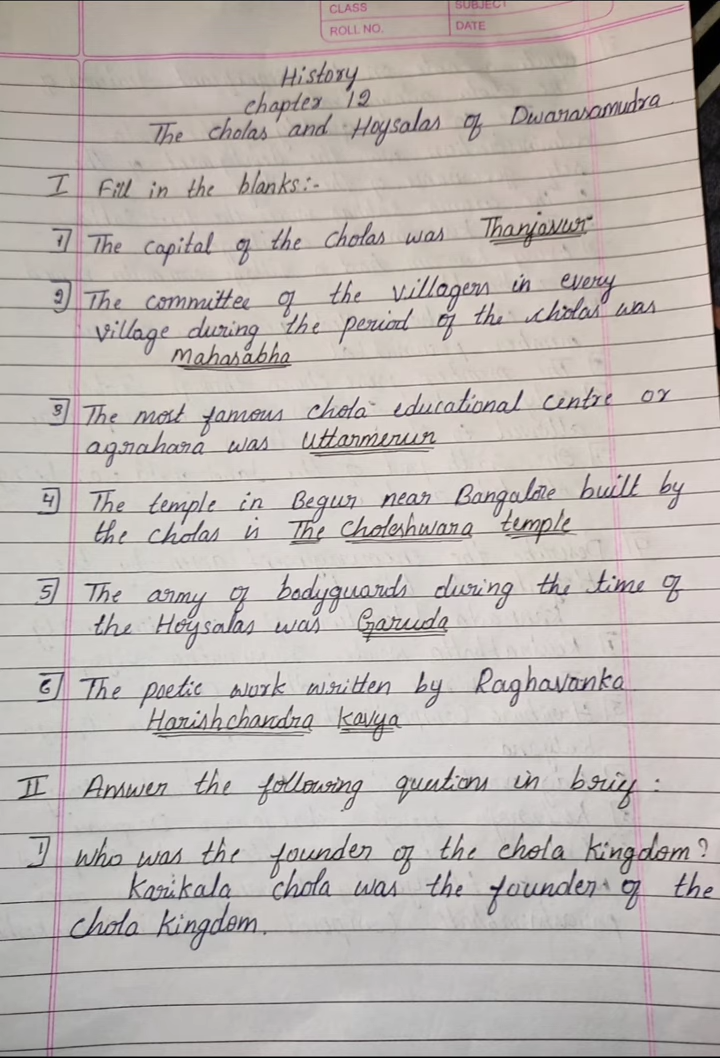 CLASS SUBJECT
ROLL NO. DATE
History
chapter 12
The cholas and Hoysalas of Dwarasamudra
I Fill in the blanks:-
1] The capital of the cholas was Thanjavur
2] The committee of the villagers in every
village during the period of the cholas was
Mahasabha
3] The most famous chola educational centre or
agrahara was Uttarmerur
4] The temple in Begur near Bangalore built by
the cholas is The Choleshwara temple
5] The army of bodyguards during the time of
the Hoysalas was Garuda
6] The poetic work written by Raghavanka
Harishchandra Kavya
II Answer the following questions in brief :
1] Who was the founder of the chola kingdom?
Karikala chola was the founder of the
chola kingdom.